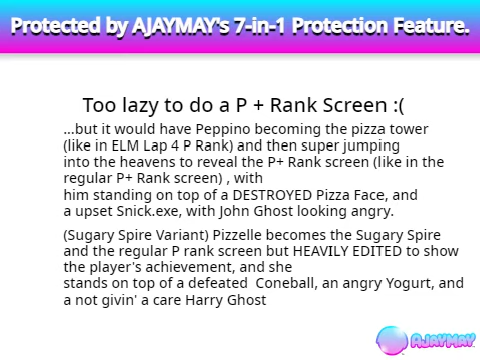 Protected by AJAYMAY's 7-in-1 Protection Feature.
Too lazy to do a P + Rank Screen :(
...but it would have Peppino becoming the pizza tower
(like in ELM Lap 4 P Rank) and then super jumping
into the heavens to reveal the P+ Rank screen (like in the
regular P+ Rank screen) , with
him standing on top of a DESTROYED Pizza Face, and
a upset Snick.exe, with John Ghost looking angry.
(Sugary Spire Variant) Pizzelle becomes the Sugary Spire
and the regular P rank screen but HEAVILY EDITED to show
the player's achievement, and she
stands on top of a defeated  Coneball, an angry Yogurt, and
a not givin' a care Harry Ghost
AJAYMAY